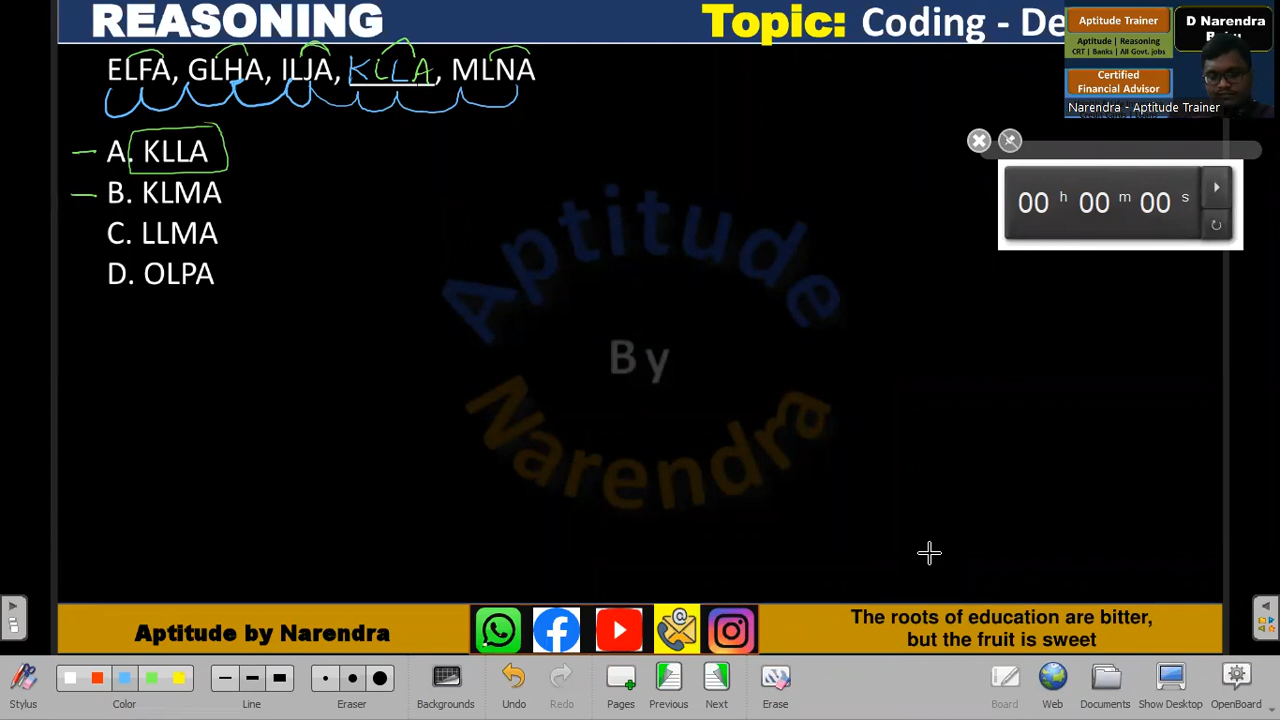 REASONING
Topic: Coding - De
Aptitude Trainer
Aptitude | Reasoning
CRT | Banks | All Govt. jobs
Certified
Financial Advisor
D Narendra
Narendra - Aptitude Trainer
ELFA, GLHA, ILJA, KLLA, MLNA
A. KLLA
B. KLMA
C. LLMA
D. OLPA
00 h 00 m 00 s
Aptitude
By
Narendra
Aptitude by Narendra
The roots of education are bitter,
but the fruit is sweet
Stylus Color Line Eraser Backgrounds Undo Redo Pages Previous Next Erase Board Web Documents Show Desktop OpenBoard